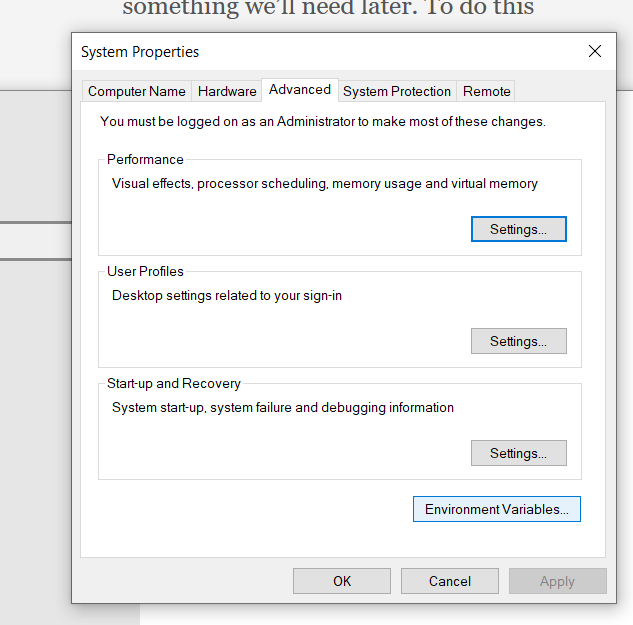 something we'll need later. To do this
System Properties
Computer Name Hardware Advanced System Protection Remote
You must be logged on as an Administrator to make most of these changes.
Performance
Visual effects, processor scheduling, memory usage and virtual memory
Settings...
User Profiles
Desktop settings related to your sign-in
Settings...
Start-up and Recovery
System start-up, system failure and debugging information
Settings...
Environment Variables...
OK Cancel Apply